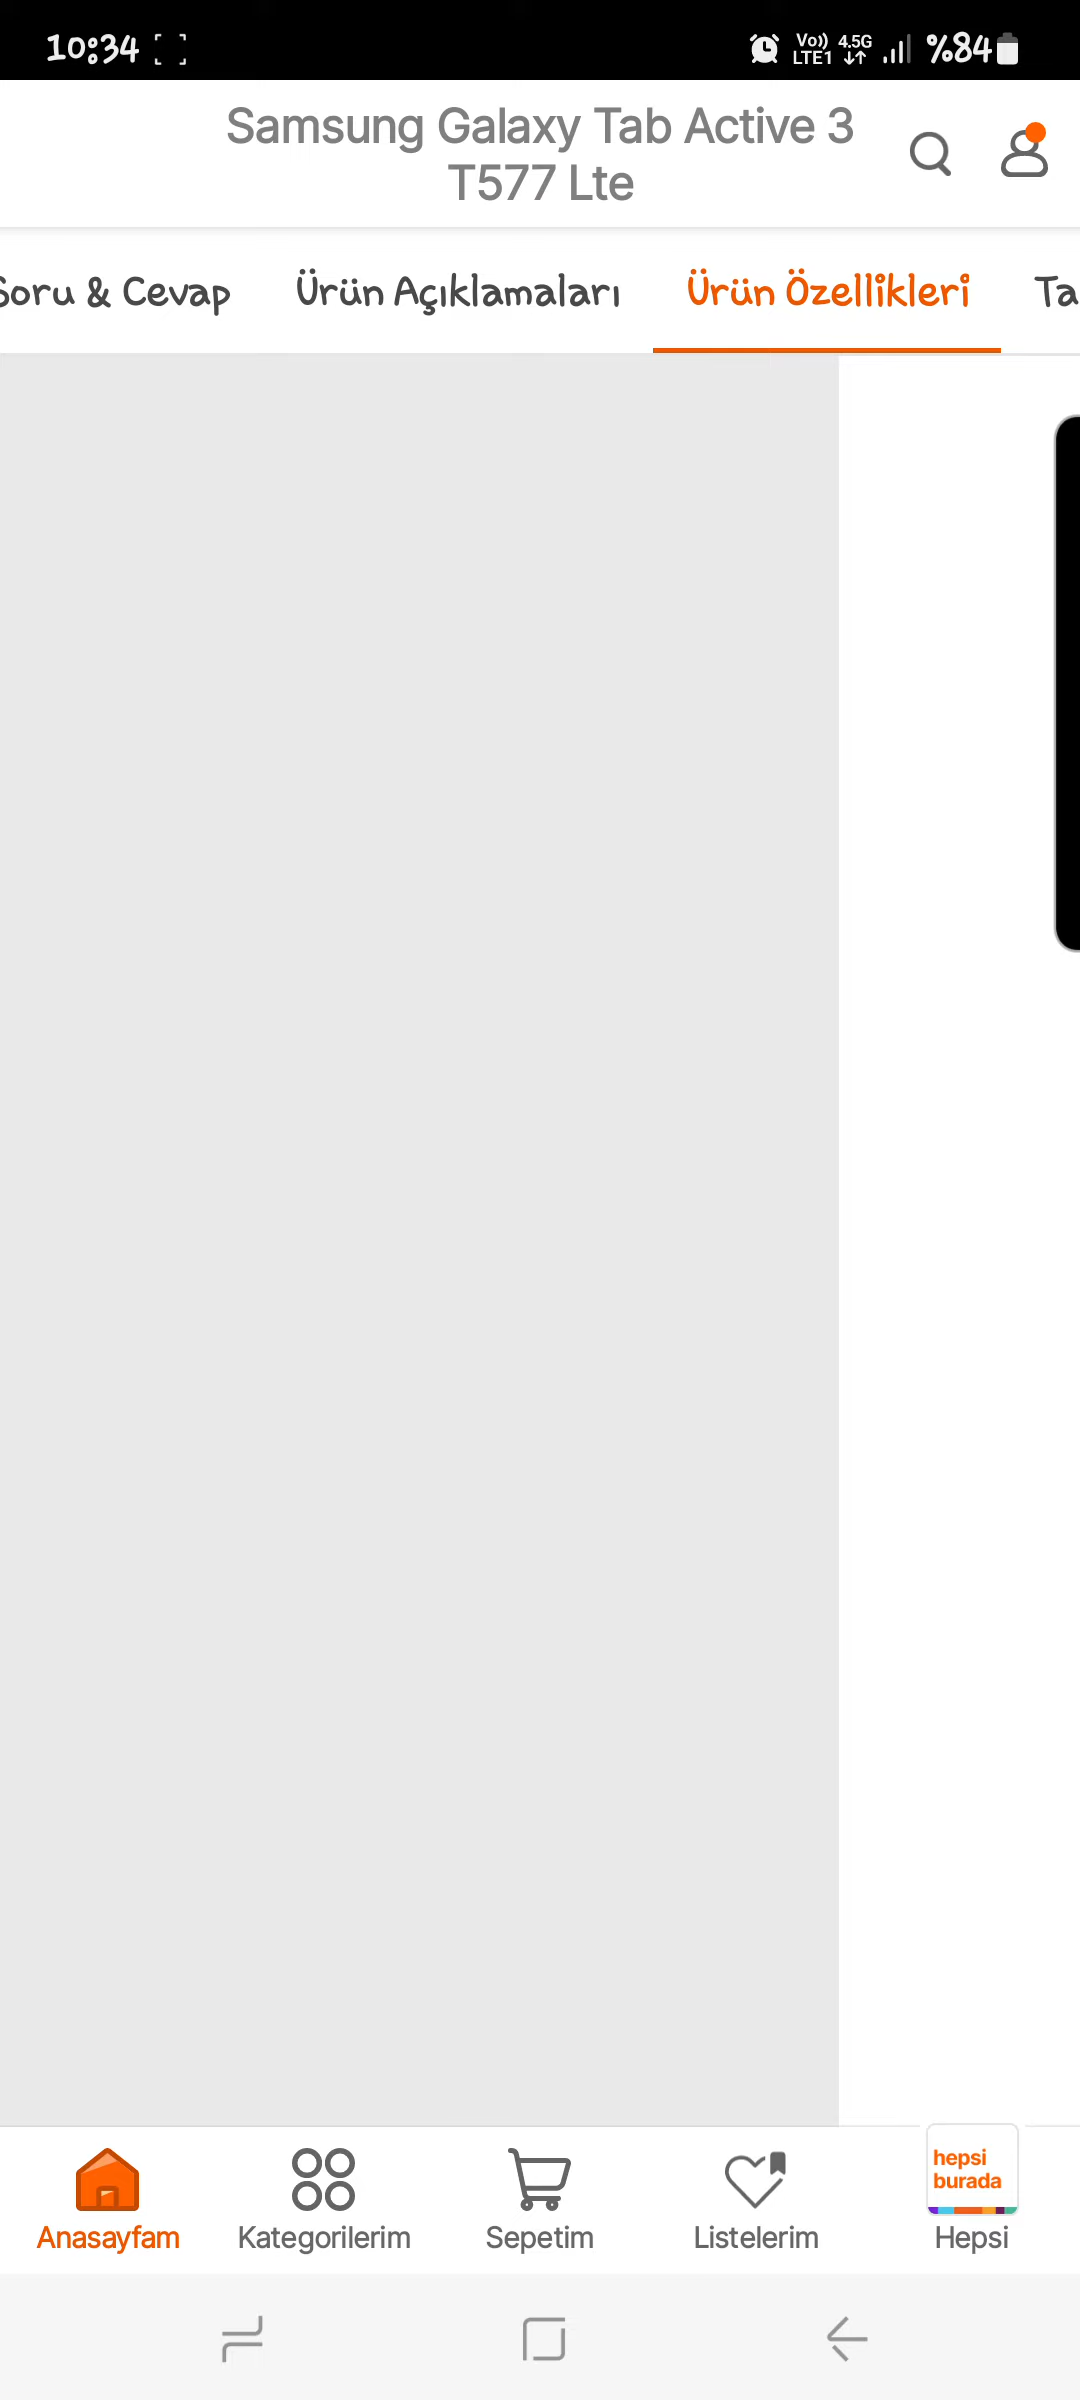 10:34
Vo)) LTE1 4.5G %84
Samsung Galaxy Tab Active 3
T577 Lte
Soru & Cevap Ürün Açıklamaları Ürün Özellikleri Ta
hepsi
burada
Anasayfam Kategorilerim Sepetim Listelerim Hepsi